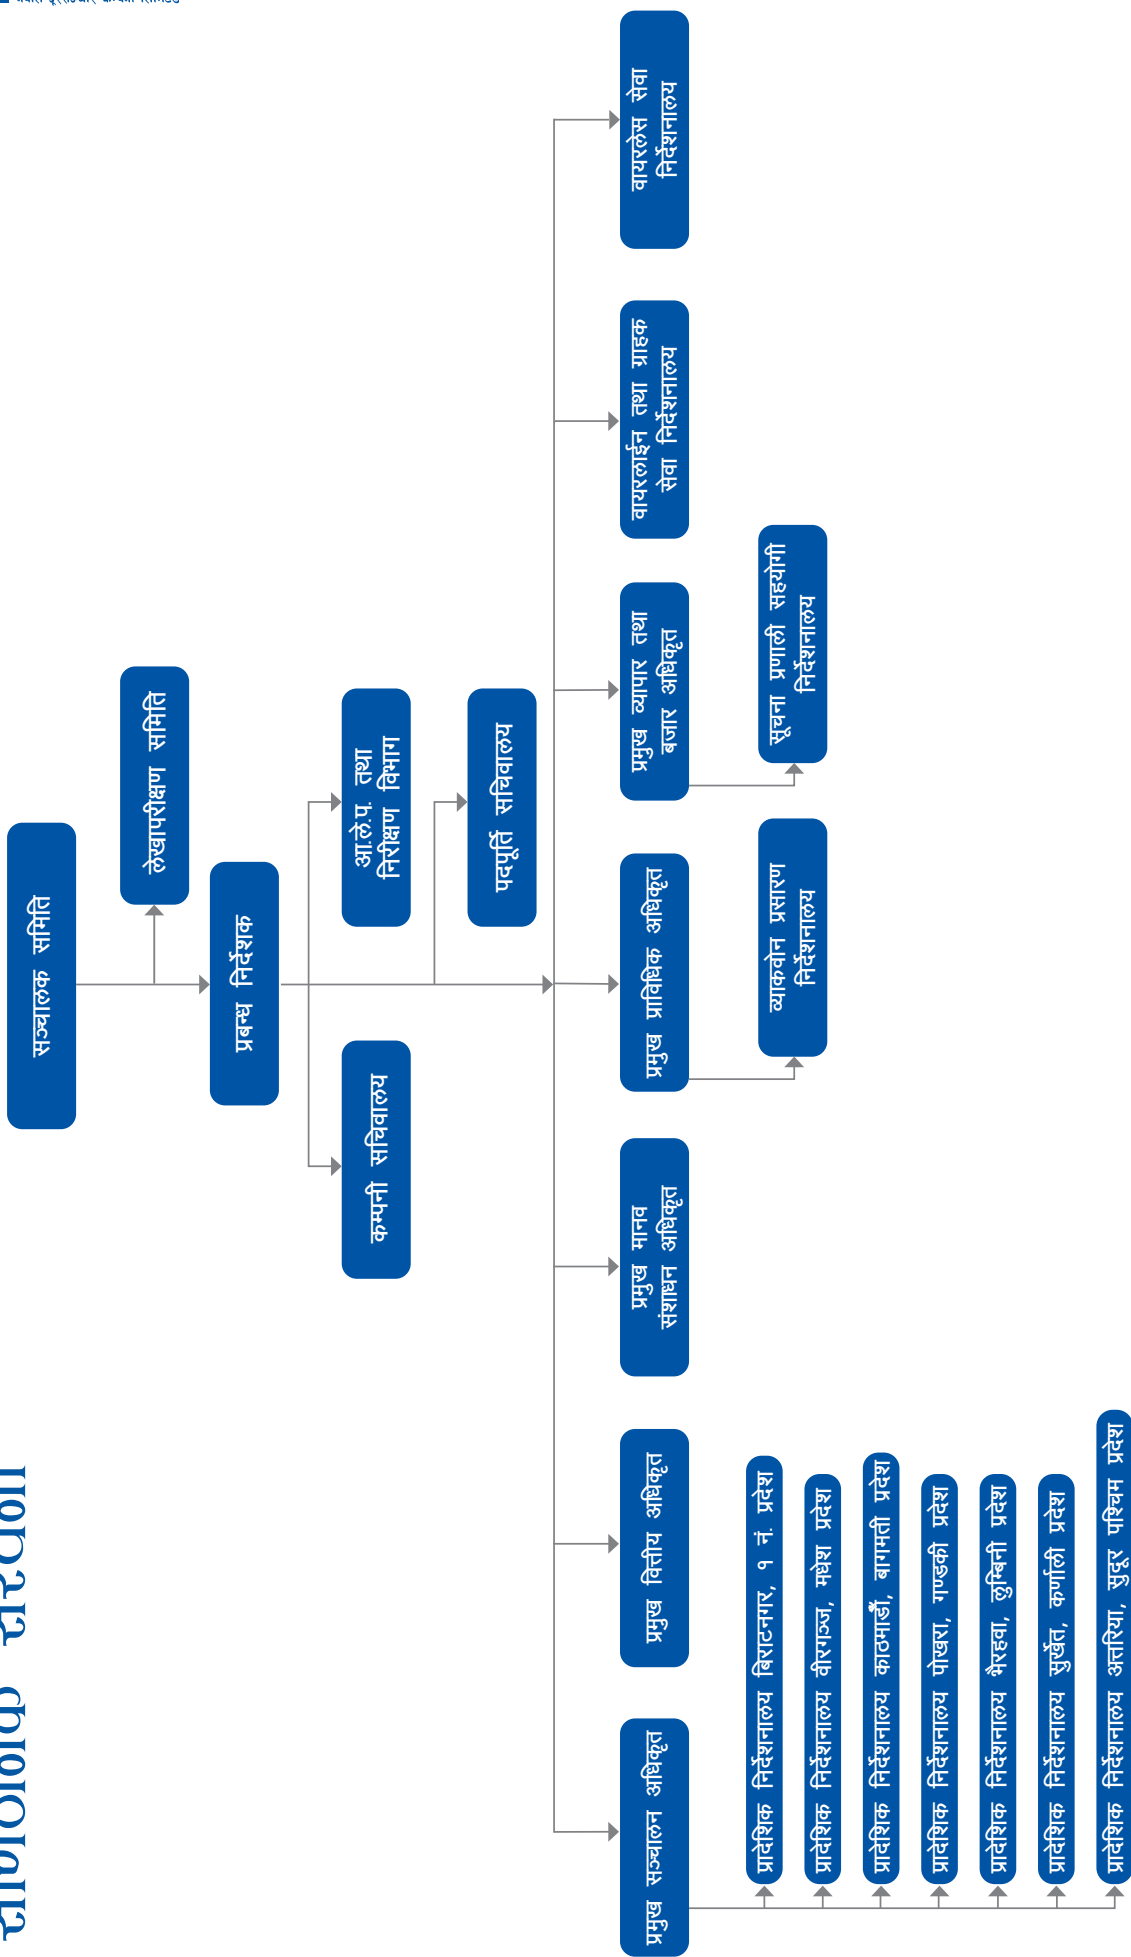 साङ्गठनिक संरचना
सञ्चालक समिति
लेखापरीक्षण समिति
प्रबन्ध निर्देशक
कम्पनी सचिवालय
आ.ले.प. तथा
निरीक्षण विभाग
पदपूर्ति सचिवालय
प्रमुख सञ्चालन अधिकृत
प्रमुख वित्तीय अधिकृत
प्रमुख मानव
संशाधन अधिकृत
प्रमुख प्राविधिक अधिकृत
प्रमुख व्यापार तथा
बजार अधिकृत
वायरलाईन तथा ग्राहक
सेवा निर्देशनालय
वायरलेस सेवा
निर्देशनालय
प्रादेशिक निर्देशनालय बिराटनगर, १ नं. प्रदेश
प्रादेशिक निर्देशनालय वीरगञ्ज, मधेश प्रदेश
प्रादेशिक निर्देशनालय काठमाडौं, बागमती प्रदेश
प्रादेशिक निर्देशनालय पोखरा, गण्डकी प्रदेश
प्रादेशिक निर्देशनालय भैरहवा, लुम्बिनी प्रदेश
प्रादेशिक निर्देशनालय सुर्खेत, कर्णाली प्रदेश
प्रादेशिक निर्देशनालय अत्तरिया, सुदूर पश्चिम प्रदेश
व्याकवोन प्रसारण
निर्देशनालय
सूचना प्रणाली सहयोगी
निर्देशनालय